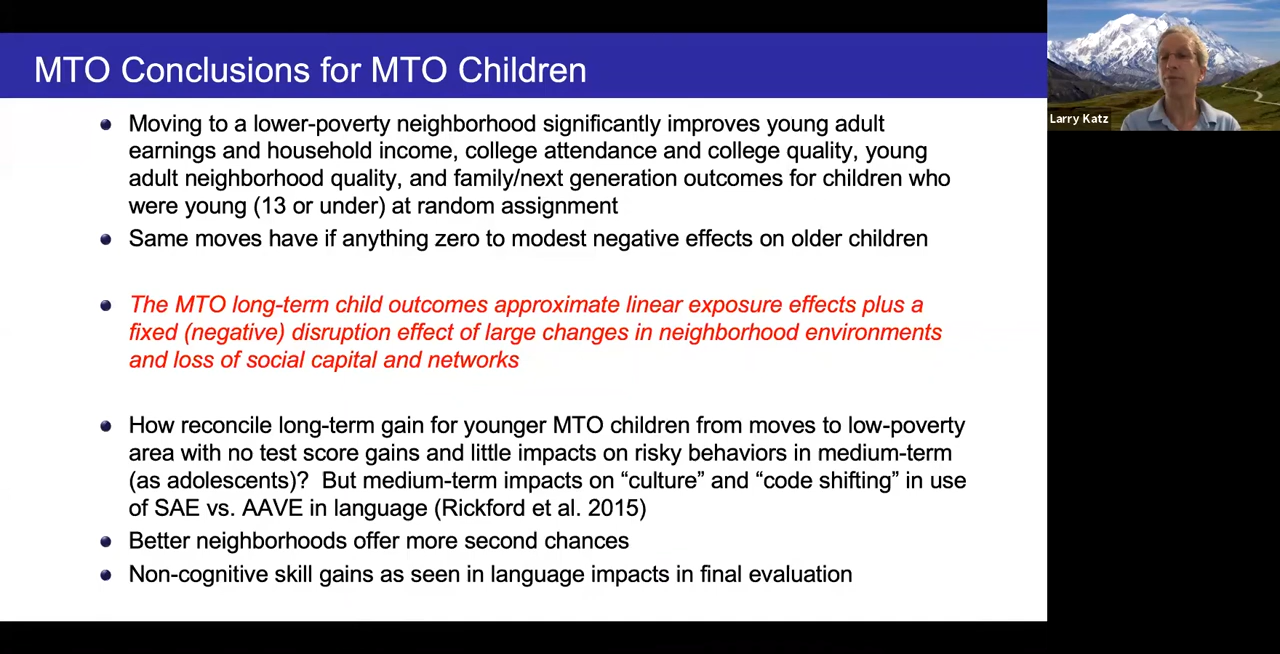 MTO Conclusions for MTO Children
Moving to a lower-poverty neighborhood significantly improves young adult
earnings and household income, college attendance and college quality, young
adult neighborhood quality, and family/next generation outcomes for children who
were young (13 or under) at random assignment
Same moves have if anything zero to modest negative effects on older children
The MTO long-term child outcomes approximate linear exposure effects plus a
fixed (negative) disruption effect of large changes in neighborhood environments
and loss of social capital and networks
How reconcile long-term gain for younger MTO children from moves to low-poverty
area with no test score gains and little impacts on risky behaviors in medium-term
(as adolescents)?  But medium-term impacts on “culture” and “code shifting” in use
of SAE vs. AAVE in language (Rickford et al. 2015)
Better neighborhoods offer more second chances
Non-cognitive skill gains as seen in language impacts in final evaluation
Larry Katz